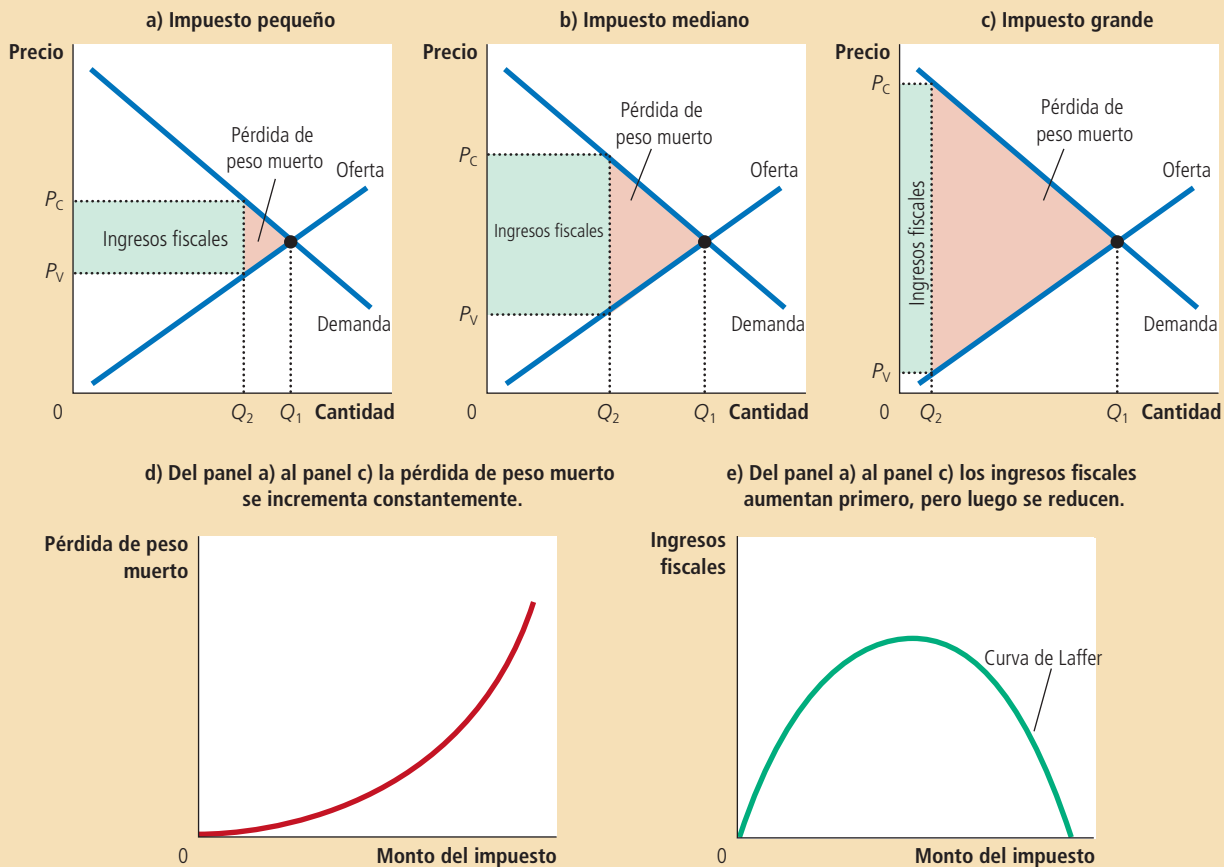 a) Impuesto pequeño
Precio
Pérdida de
peso muerto
Oferta
PC
Ingresos fiscales
PV
Demanda
0
Q2
Q1
Cantidad
b) Impuesto mediano
Precio
Pérdida de
peso muerto
PC
Oferta
Ingresos fiscales
PV
Demanda
0
Q2
Q1
Cantidad
c) Impuesto grande
Precio
PC
Pérdida de
peso muerto
Oferta
Ingresos fiscales
Demanda
PV
0
Q2
Q1
Cantidad
d) Del panel a) al panel c) la pérdida de peso muerto
se incrementa constantemente.
Pérdida de peso
muerto
0
Monto del impuesto
e) Del panel a) al panel c) los ingresos fiscales
aumentan primero, pero luego se reducen.
Ingresos
fiscales
Curva de Laffer
0
Monto del impuesto